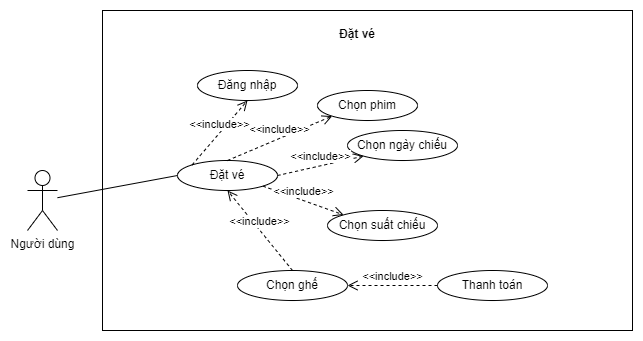 Đặt vé
Đăng nhập
Chọn phim
<<include>>
<<include>>
Chọn ngày chiếu
<<include>>
Đặt vé
<<include>>
<<include>>
Chọn suất chiếu
Người dùng
<<include>>
Chọn ghế
Thanh toán